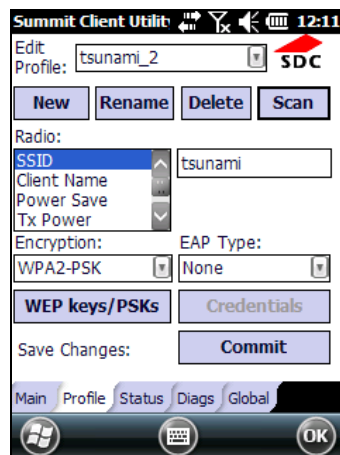 Summit Client Utility 12:11
Edit Profile: tsunami_2 SDC
New Rename Delete Scan
Radio:
SSID tsunami
Client Name
Power Save
Tx Power
Encryption: EAP Type:
WPA2-PSK None
WEP keys/PSKs Credentials
Save Changes: Commit
Main Profile Status Diags Global
OK